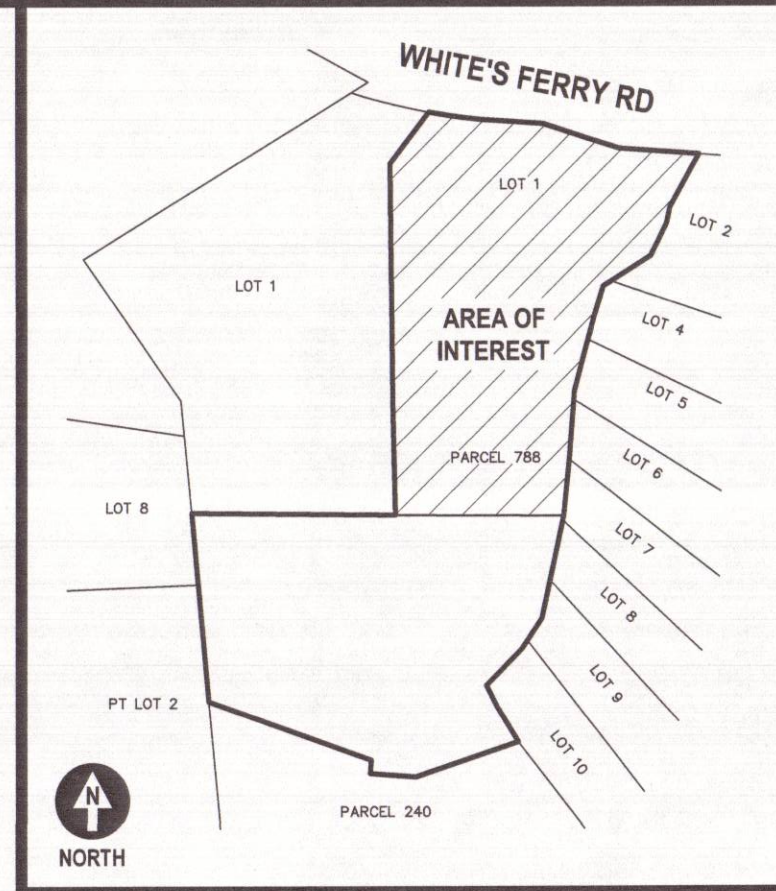 WHITE'S FERRY RD
LOT 1
LOT 2
LOT 1
LOT 4
AREA OF
INTEREST
LOT 5
PARCEL 788
LOT 6
LOT 8
LOT 7
LOT 8
LOT 9
PT LOT 2
LOT 10
N
PARCEL 240
NORTH